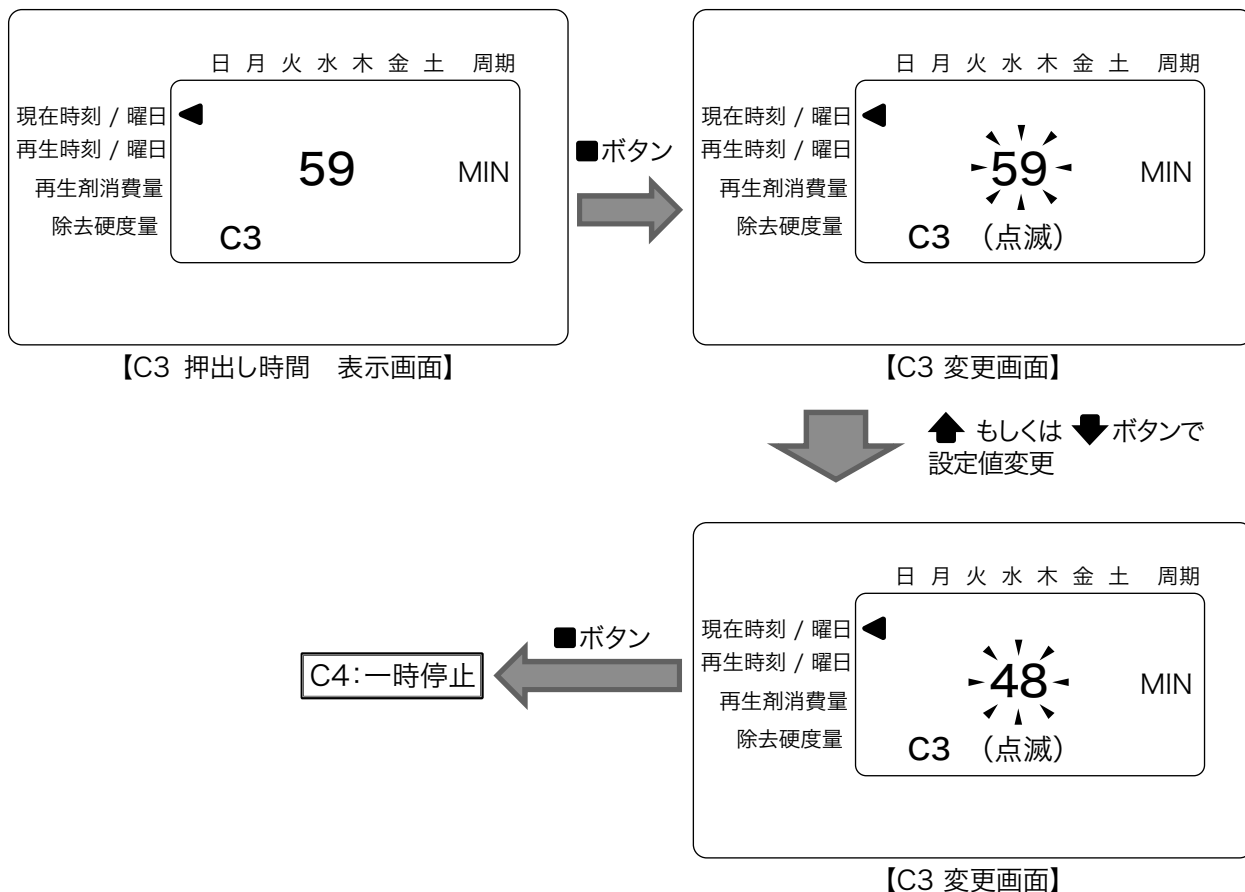 日 月 火 水 木 金 土 周期
現在時刻 / 曜日
再生時刻 / 曜日
再生剤消費量
除去硬度量
59
MIN
C3
【C3 押出し時間 表示画面】
■ボタン
日 月 火 水 木 金 土 周期
現在時刻 / 曜日
再生時刻 / 曜日
再生剤消費量
除去硬度量
59
MIN
C3 (点滅)
【C3 変更画面】
もしくは ボタンで
設定値変更
日 月 火 水 木 金 土 周期
現在時刻 / 曜日
再生時刻 / 曜日
再生剤消費量
除去硬度量
48
MIN
C3 (点滅)
【C3 変更画面】
■ボタン
C4:一時停止